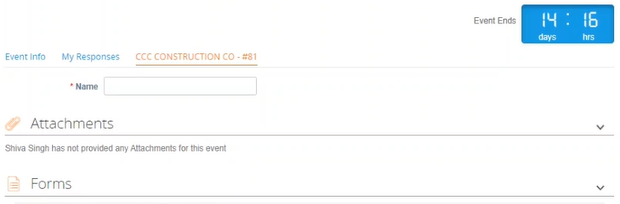 Event Ends
14 : 16
days hrs
Event Info My Responses CCC CONSTRUCTION CO - #81
* Name
Attachments
Shiva Singh has not provided any Attachments for this event
Forms